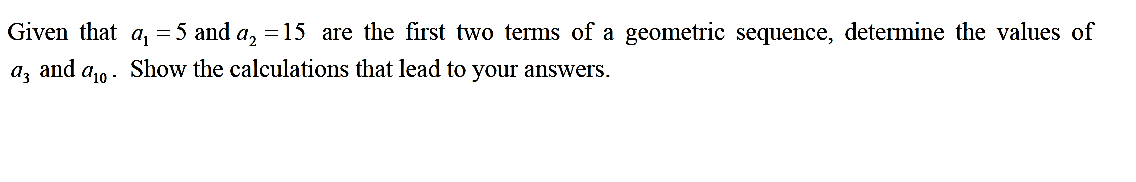 Given that a₁ = 5 and a₂ = 15 are the first two terms of a geometric sequence, determine the values of
a₃ and a₁₀. Show the calculations that lead to your answers.